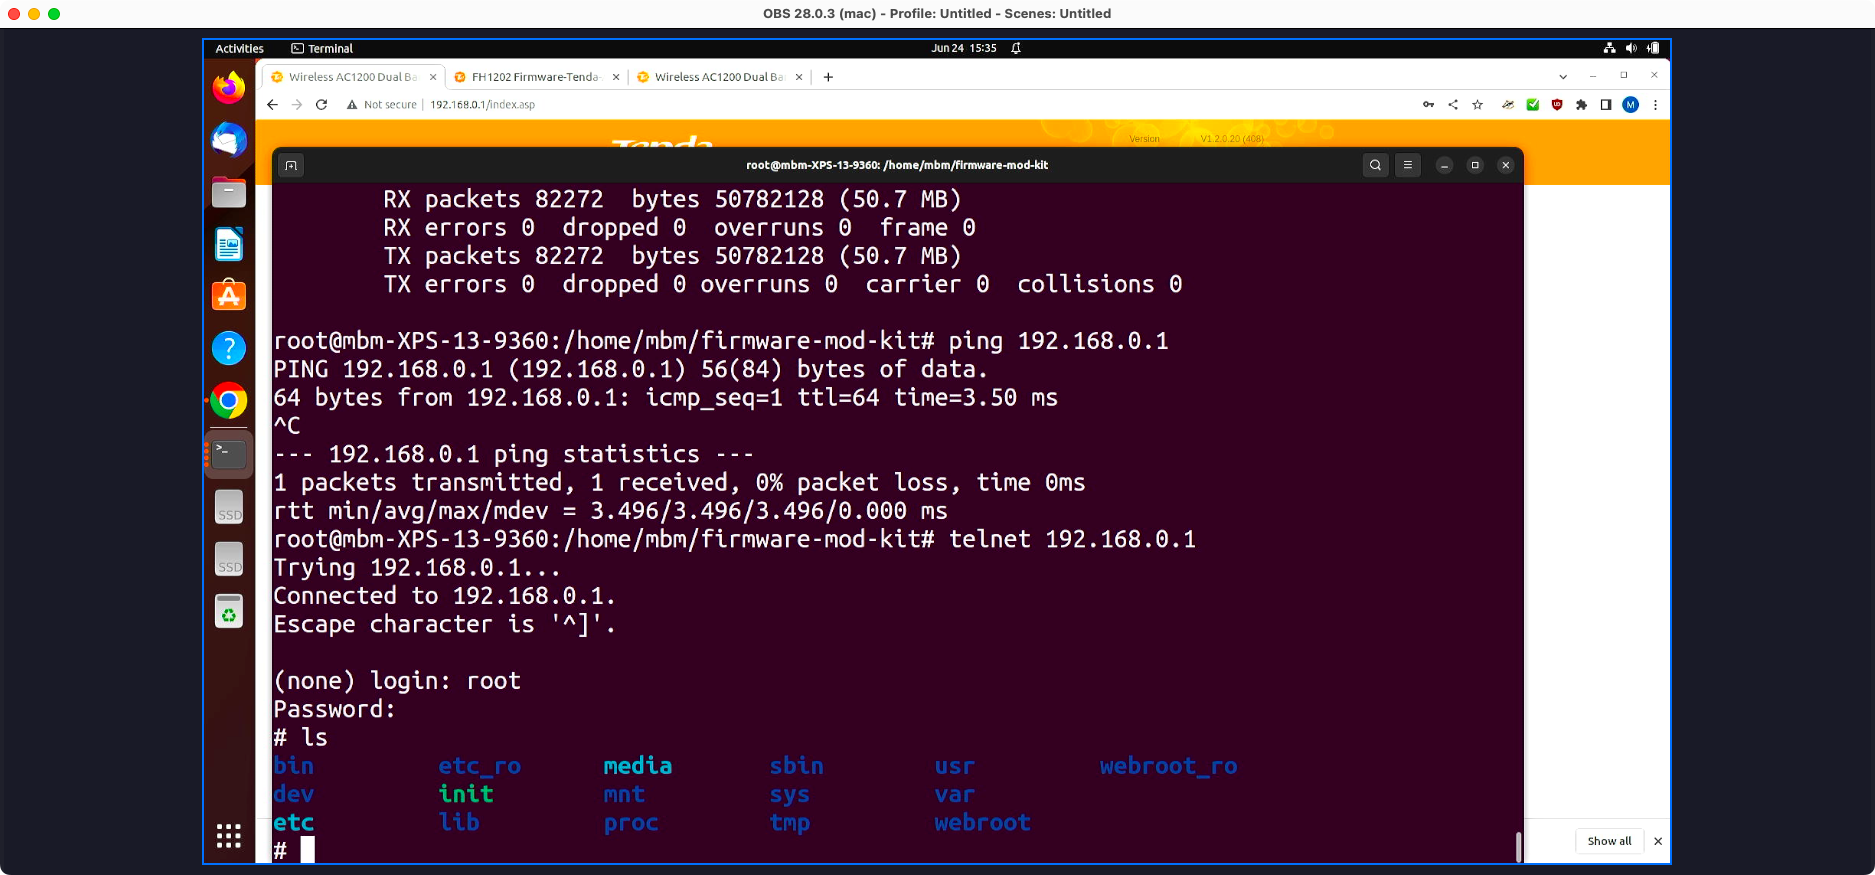 OBS 28.0.3 (mac) - Profile: Untitled - Scenes: Untitled
Activities Terminal Jun 24 15:35
Wireless AC1200 Dual Ba FH1202 Firmware-Tenda- Wireless AC1200 Dual Ba
Not secure 192.168.0.1/index.asp M
Tenda Version V1.2.0.20 (408)
root@mbm-XPS-13-9360: /home/mbm/firmware-mod-kit
RX packets 82272 bytes 50782128 (50.7 MB)
RX errors 0 dropped 0 overruns 0 frame 0
TX packets 82272 bytes 50782128 (50.7 MB)
TX errors 0 dropped 0 overruns 0 carrier 0 collisions 0
root@mbm-XPS-13-9360:/home/mbm/firmware-mod-kit# ping 192.168.0.1
PING 192.168.0.1 (192.168.0.1) 56(84) bytes of data.
64 bytes from 192.168.0.1: icmp_seq=1 ttl=64 time=3.50 ms
^C
--- 192.168.0.1 ping statistics ---
1 packets transmitted, 1 received, 0% packet loss, time 0ms
rtt min/avg/max/mdev = 3.496/3.496/3.496/0.000 ms
root@mbm-XPS-13-9360:/home/mbm/firmware-mod-kit# telnet 192.168.0.1
Trying 192.168.0.1...
Connected to 192.168.0.1.
Escape character is '^]'.
(none) login: root
Password:
# ls
bin etc_ro media sbin usr webroot_ro
dev init mnt sys var
etc lib proc tmp webroot
#
SSD
SSD
Show all